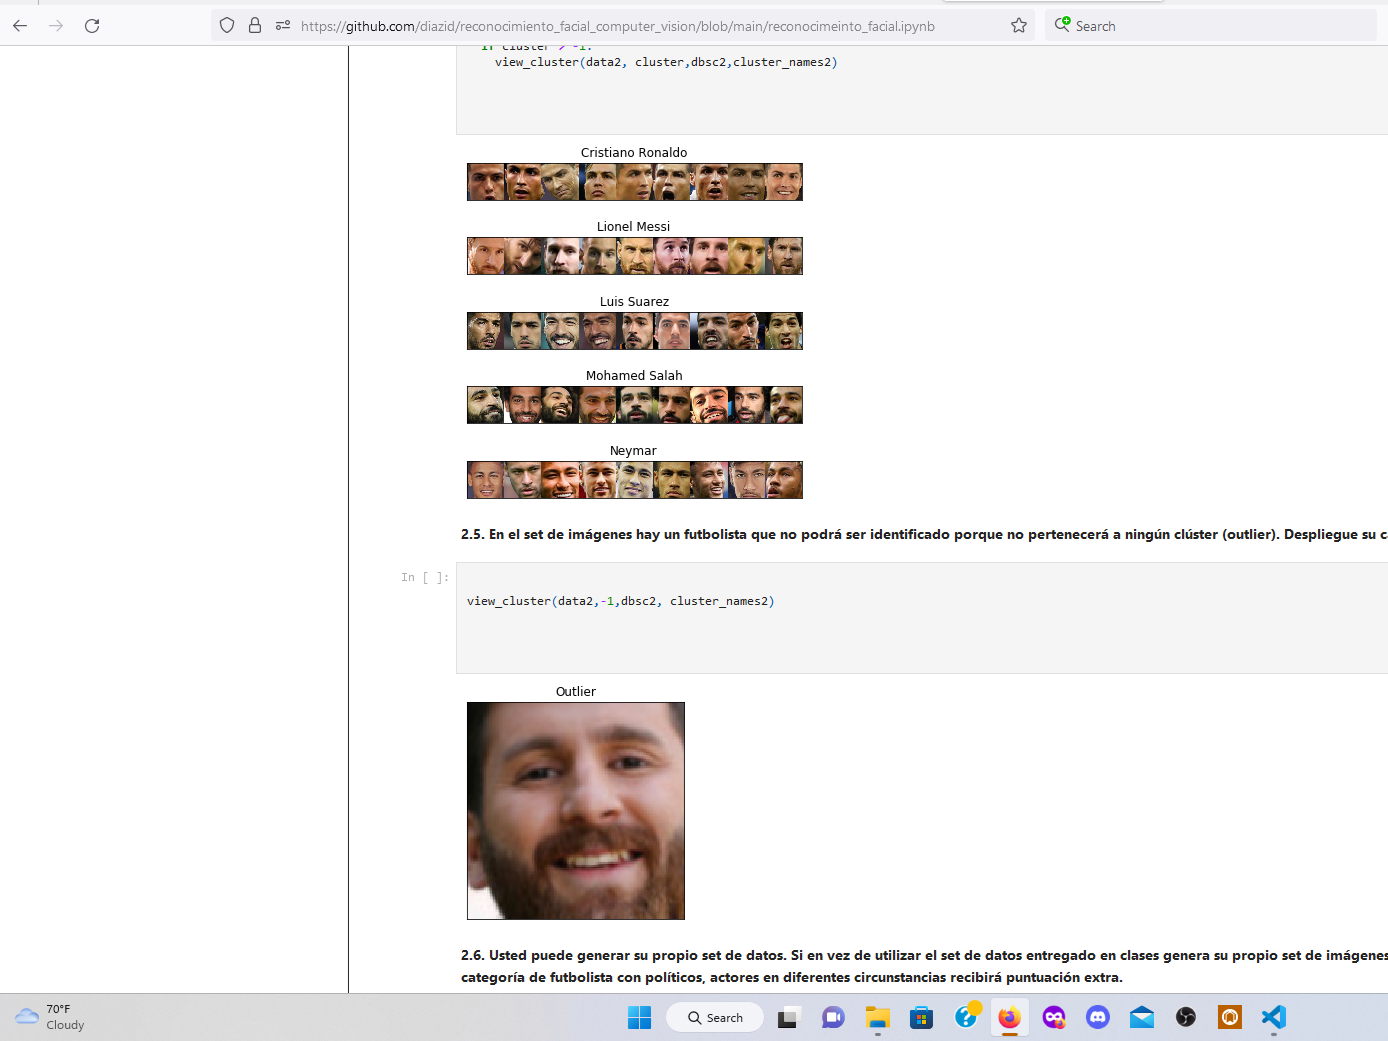 https://github.com/diazid/reconocimiento_facial_computer_vision/blob/main/reconocimeinto_facial.ipynb
Search
if cluster > -1:
view_cluster(data2, cluster,dbsc2,cluster_names2)
Cristiano Ronaldo
Lionel Messi
Luis Suarez
Mohamed Salah
Neymar
2.5. En el set de imágenes hay un futbolista que no podrá ser identificado porque no pertenecerá a ningún clúster (outlier). Despliegue su c
In [ ]:
view_cluster(data2,-1,dbsc2, cluster_names2)
Outlier
2.6. Usted puede generar su propio set de datos. Si en vez de utilizar el set de datos entregado en clases genera su propio set de imágenes
categoría de futbolista con políticos, actores en diferentes circunstancias recibirá puntuación extra.
70°F
Cloudy
Search